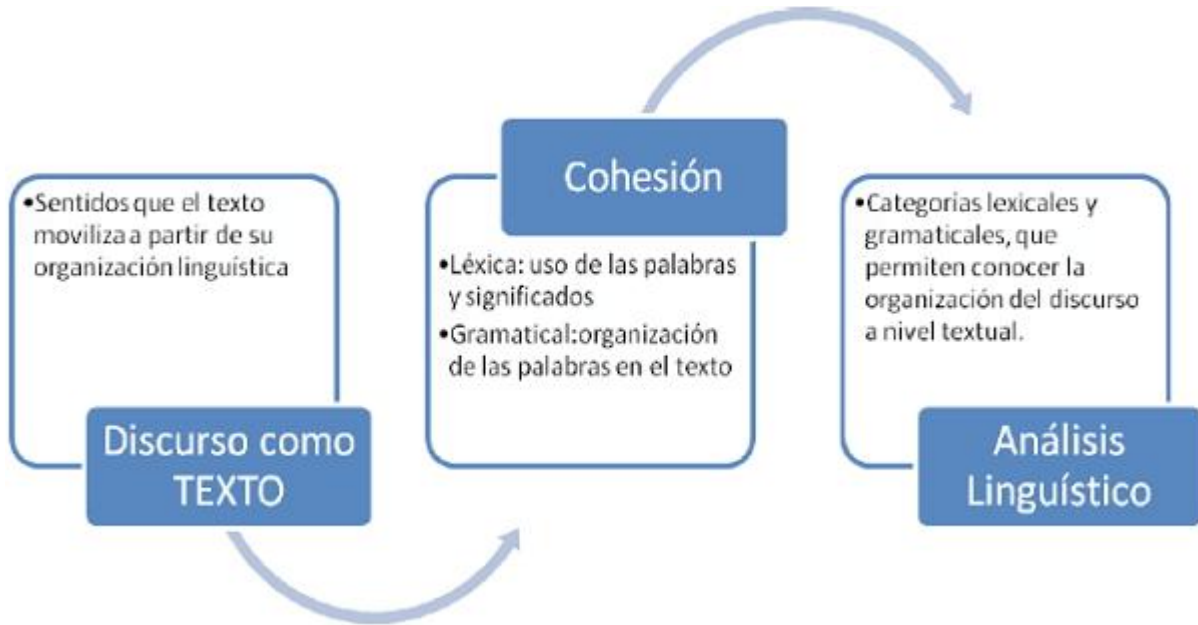 •Sentidos que el texto
moviliza a partir de su
organización linguística
Discurso como
TEXTO
Cohesión
•Léxica: uso de las palabras
y significados
•Gramatical:organización
de las palabras en el texto
•Categorias lexicales y
gramaticales, que
permiten conocer la
organización del discurso
a nivel textual.
Análisis
Linguístico